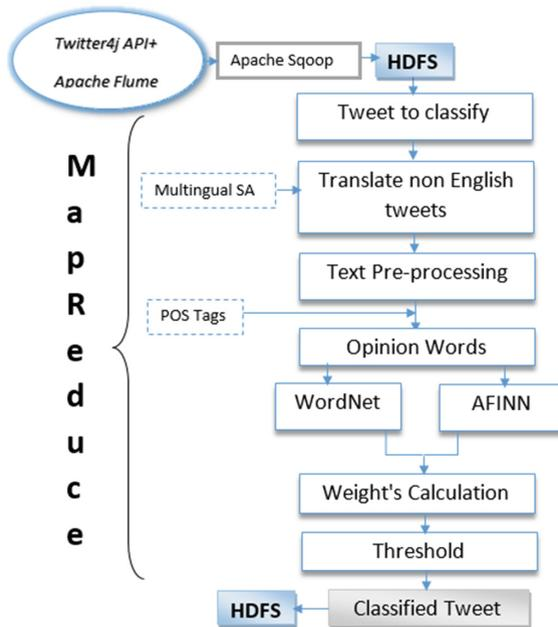 Twitter4j API+
Apache Flume
Apache Sqoop
HDFS
Tweet to classify
MapReduce
Multingual SA
Translate non English
tweets
Text Pre-processing
POS Tags
Opinion Words
WordNet
AFINN
Weight's Calculation
Threshold
HDFS
Classified Tweet